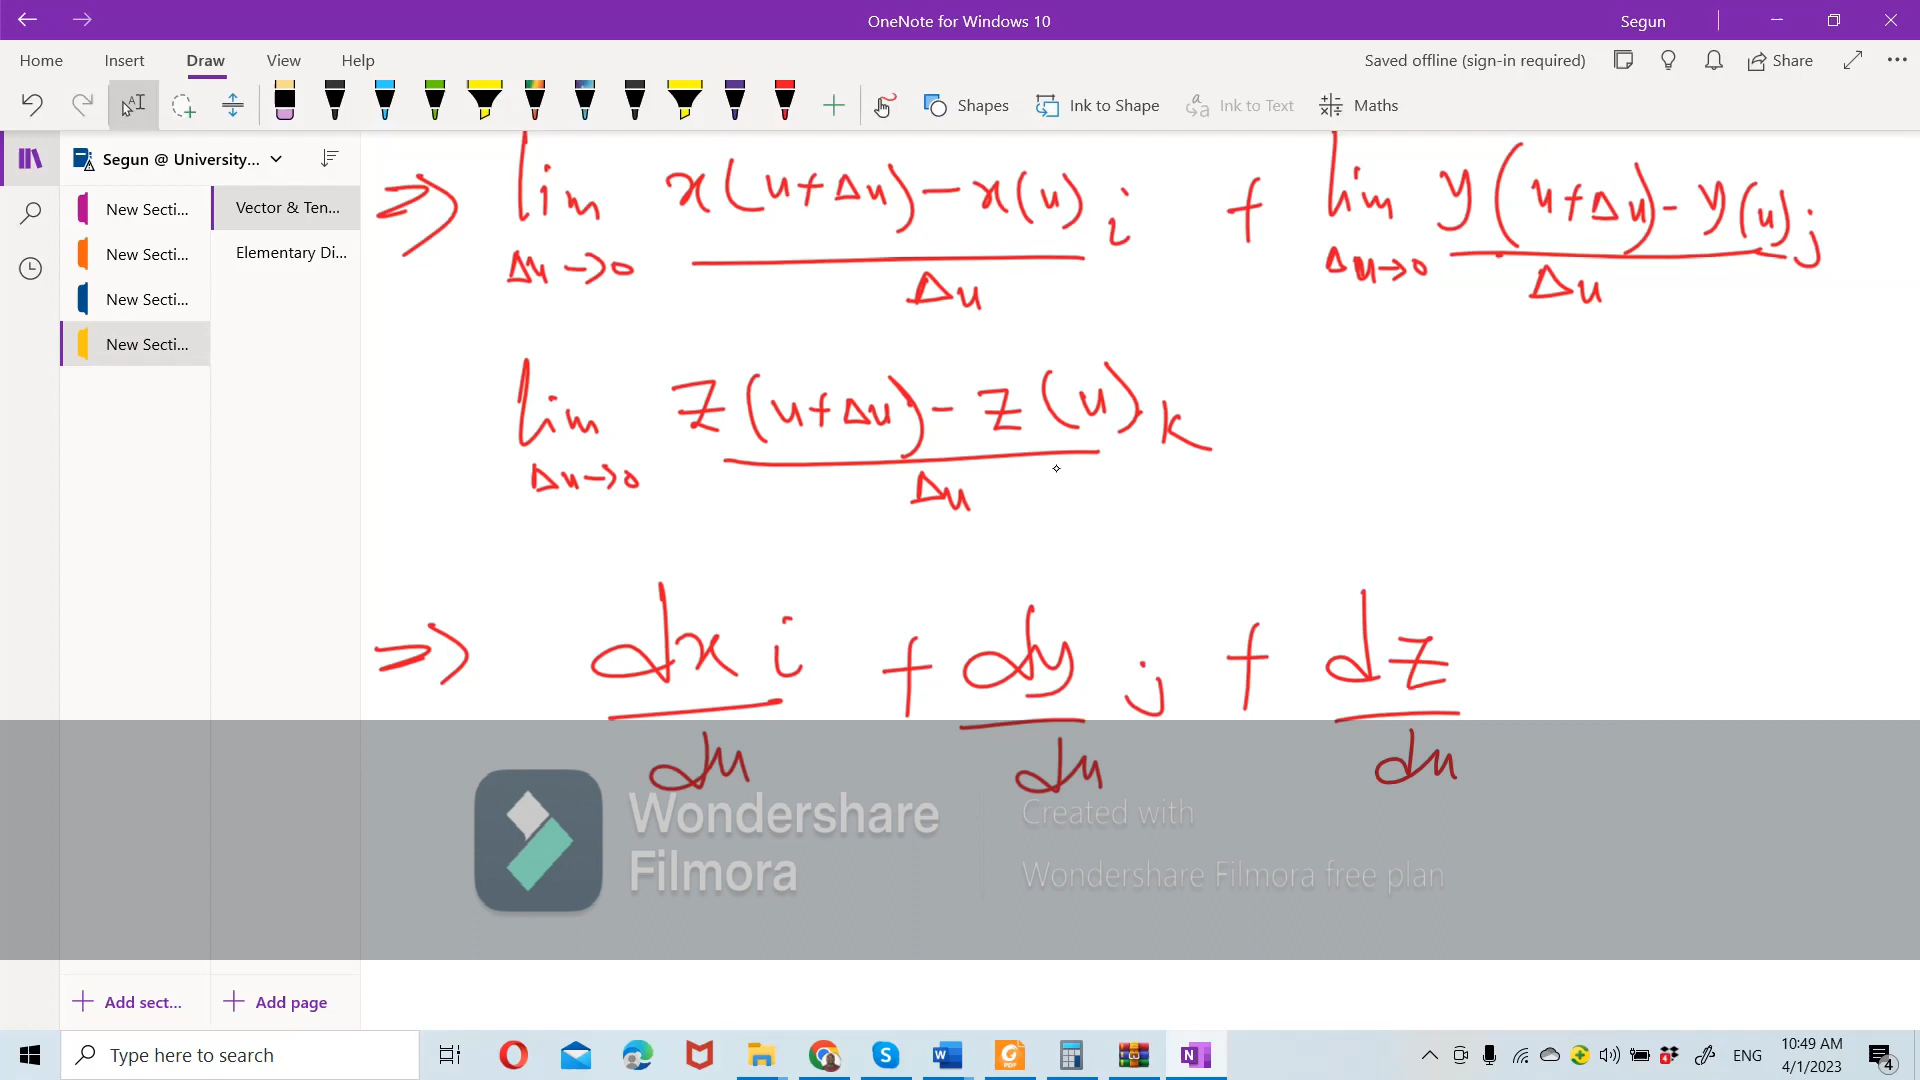 OneNote for Windows 10
Segun
Home Insert Draw View Help
Saved offline (sign-in required)
Share
Shapes
Ink to Shape
Ink to Text
Maths
Segun @ University...
New Secti...
New Secti...
New Secti...
New Secti...
Vector & Ten...
Elementary Di...
⇒ lim x(u+Δu)-x(u) i + lim y(u+Δu)-y(u) j
Δu→0 Δu Δu→0 Δu
lim z(u+Δu)-z(u) k
Δu→0 Δu
⇒ dx i + dy j + dz
du du du
Wondershare
Filmora
Created with
Wondershare Filmora free plan
Add sect...
Add page
Type here to search
ENG
10:49 AM
4/1/2023
4